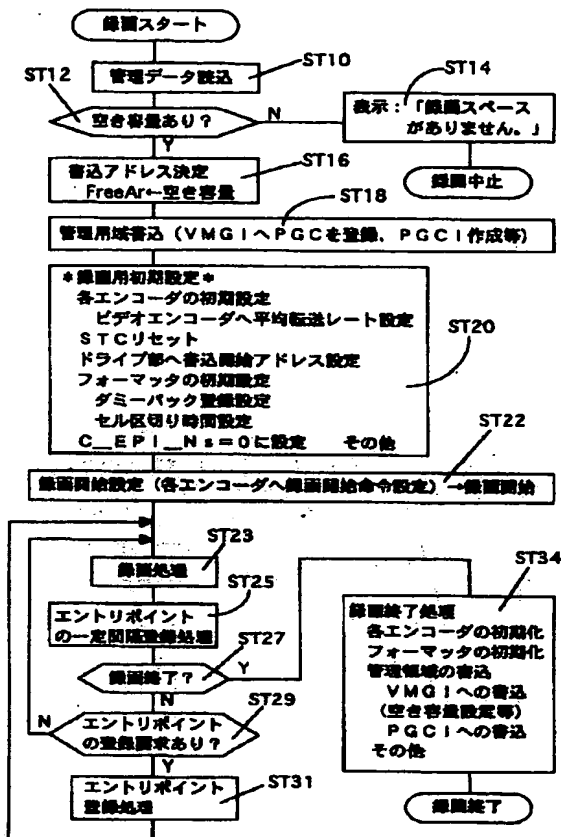 録画スタート
ST10
管理データ読込
ST12
空き容量あり?
N
Y
ST14
表示:「録画スペース
がありません。」
録画中止
ST16
書込アドレス決定
FreeAr←空き容量
ST18
管理用域書込(VMGIへPGCを登録、PGCI作成等)
ST20
*録画用初期設定*
各エンコーダの初期設定
ビデオエンコーダへ平均転送レート設定
STCリセット
ドライブ部へ書込開始アドレス設定
フォーマッタの初期設定
ダミーパック登録設定
セル区切り時間設定
C_EPI_Ns=0に設定 その他
ST22
録画開始設定(各エンコーダへ録画開始命令設定)→録画開始
ST23
録画処理
ST25
エントリポイント
の一定間隔登録処理
ST27
録画終了?
Y
N
ST29
エントリポイント
の登録要求あり?
N
Y
ST31
エントリポイント
登録処理
ST34
録画終了処理
各エンコーダの初期化
フォーマッタの初期化
管理領域の書込
VMGIへの書込
(空き容量設定等)
PGCIへの書込
その他
録画終了